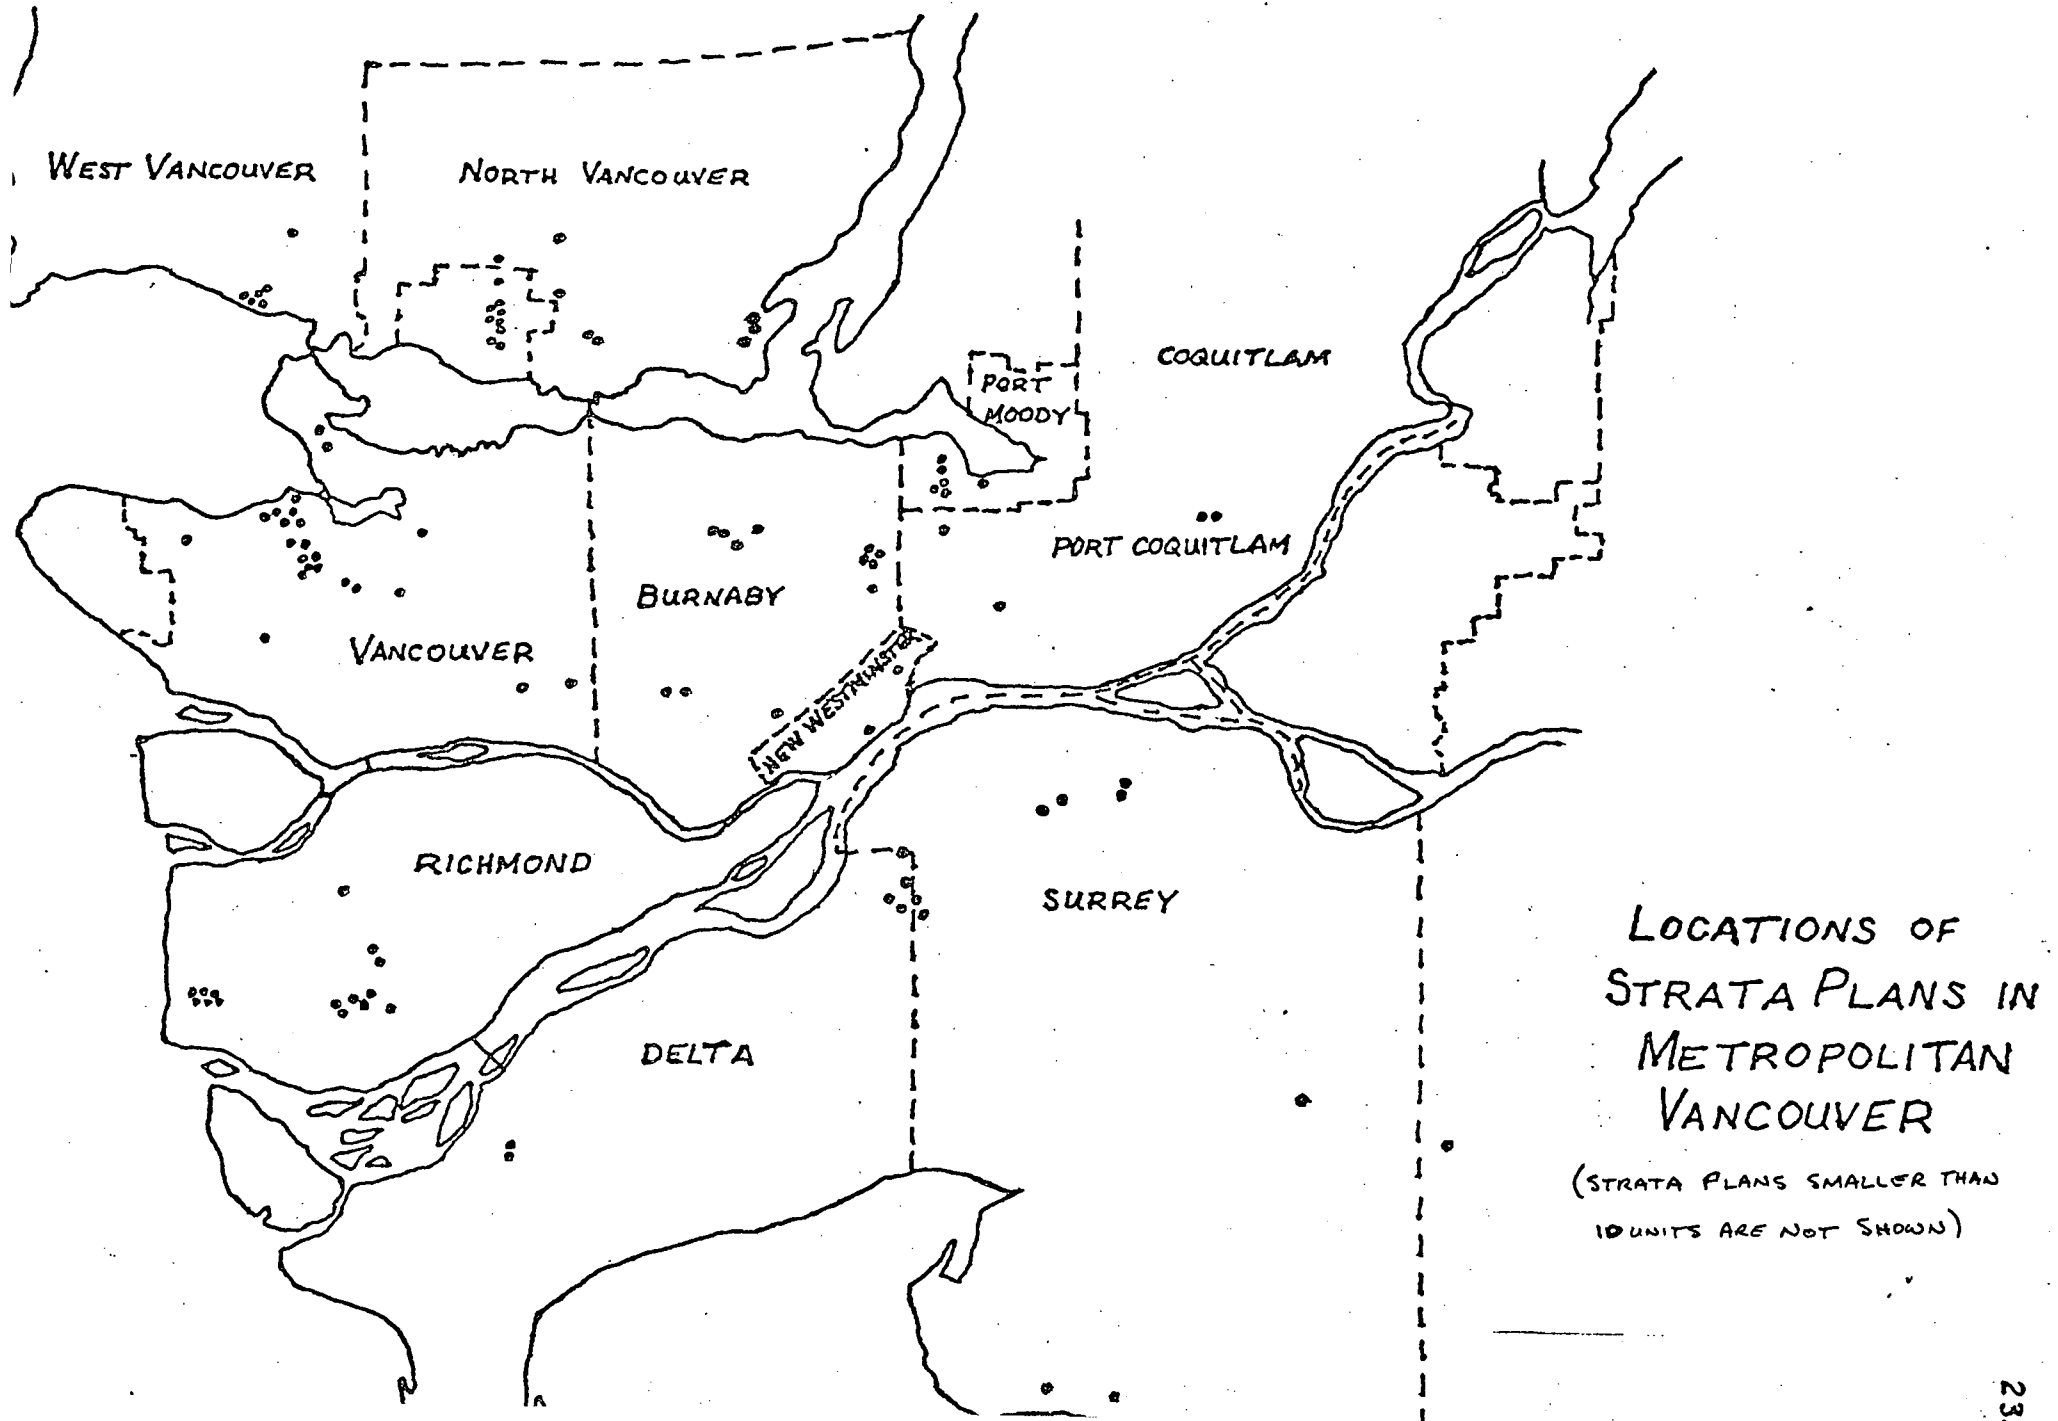 WEST VANCOUVER
NORTH VANCOUVER
COQUITLAM
PORT
MOODY
PORT COQUITLAM
BURNABY
VANCOUVER
NEW WESTMINSTER
RICHMOND
SURREY
DELTA
LOCATIONS OF
STRATA PLANS IN
METROPOLITAN
VANCOUVER
(STRATA PLANS SMALLER THAN
10 UNITS ARE NOT SHOWN)
23